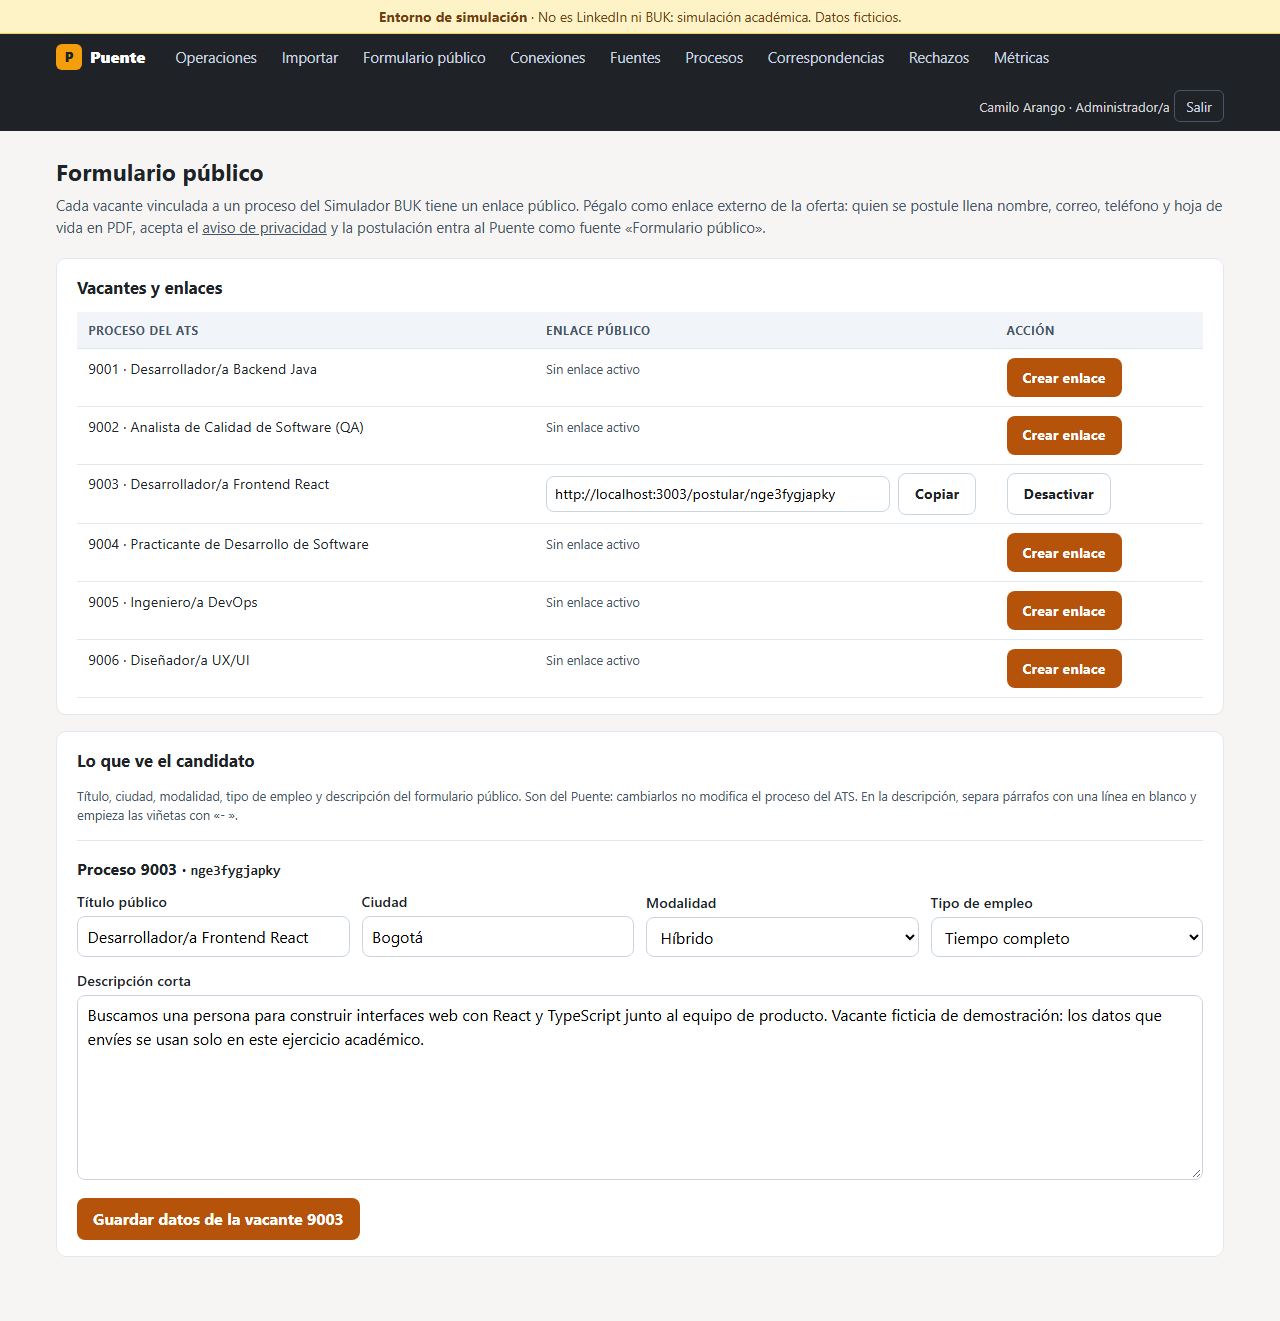 Entorno de simulación · No es LinkedIn ni BUK: simulación académica. Datos ficticios.
P Puente Operaciones Importar Formulario público Conexiones Fuentes Procesos Correspondencias Rechazos Métricas
Camilo Arango · Administrador/a Salir
Formulario público
Cada vacante vinculada a un proceso del Simulador BUK tiene un enlace público. Pégalo como enlace externo de la oferta: quien se postule llena nombre, correo, teléfono y hoja de
vida en PDF, acepta el aviso de privacidad y la postulación entra al Puente como fuente «Formulario público».
Vacantes y enlaces
PROCESO DEL ATS ENLACE PÚBLICO ACCIÓN
9001 · Desarrollador/a Backend Java Sin enlace activo Crear enlace
9002 · Analista de Calidad de Software (QA) Sin enlace activo Crear enlace
9003 · Desarrollador/a Frontend React http://localhost:3003/postular/nge3fygjapky Copiar Desactivar
9004 · Practicante de Desarrollo de Software Sin enlace activo Crear enlace
9005 · Ingeniero/a DevOps Sin enlace activo Crear enlace
9006 · Diseñador/a UX/UI Sin enlace activo Crear enlace
Lo que ve el candidato
Título, ciudad, modalidad, tipo de empleo y descripción del formulario público. Son del Puente: cambiarlos no modifica el proceso del ATS. En la descripción, separa párrafos con una línea en blanco y
empieza las viñetas con «- ».
Proceso 9003 · nge3fygjapky
Título público Ciudad Modalidad Tipo de empleo
Desarrollador/a Frontend React Bogotá Híbrido Tiempo completo
Descripción corta
Buscamos una persona para construir interfaces web con React y TypeScript junto al equipo de producto. Vacante ficticia de demostración: los datos que
envíes se usan solo en este ejercicio académico.
Guardar datos de la vacante 9003